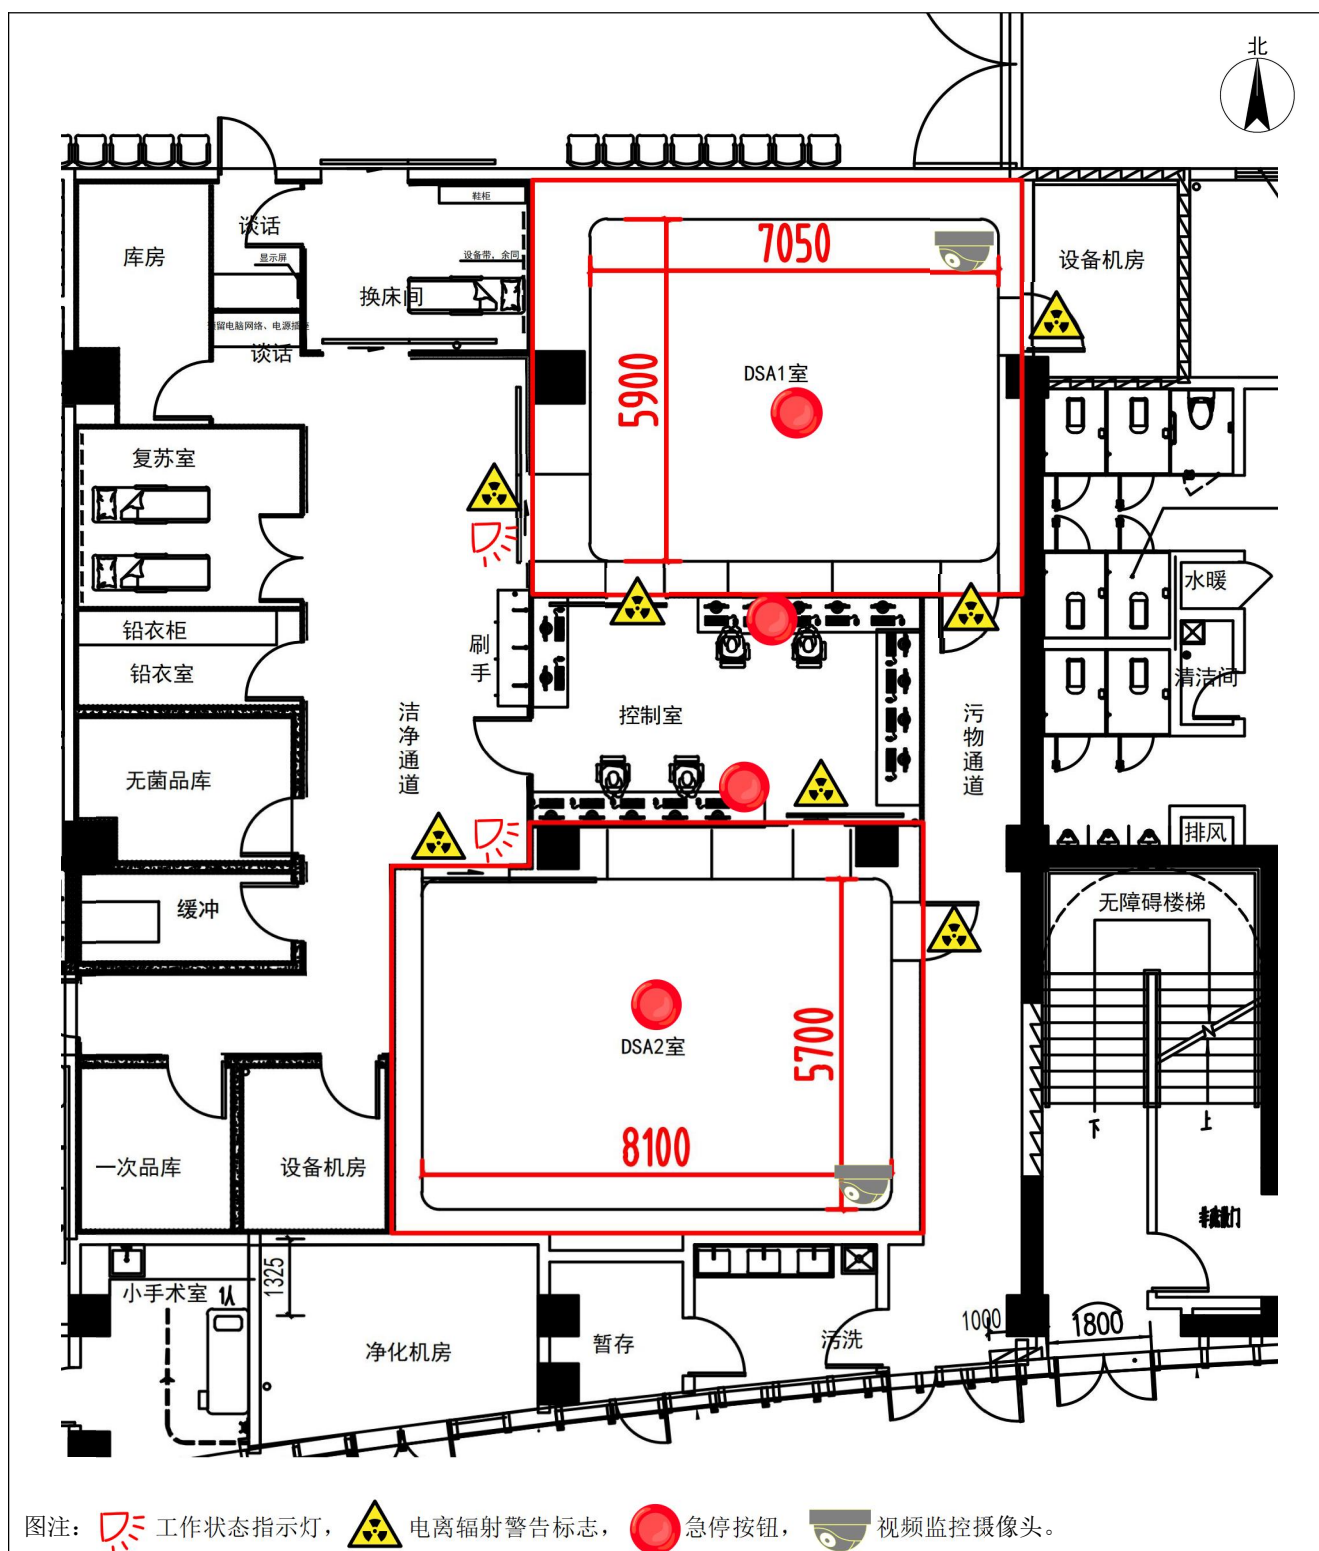 北
鞋柜
谈话
库房
显示屏
设备带，余同
7050
设备机房
换床间
留电脑网络、电源插
谈话
5900
DSA1室
复苏室
水暖
铅衣柜
刷手
铅衣室
清洁间
洁净通道
控制室
污物通道
无菌品库
排风
缓冲
无障碍楼梯
DSA2室
5700
下
上
8100
一次品库
设备机房
1325
小手术室
净化机房
暂存
污洗
1000
1800
图注： 工作状态指示灯， 电离辐射警告标志， 急停按钮， 视频监控摄像头。